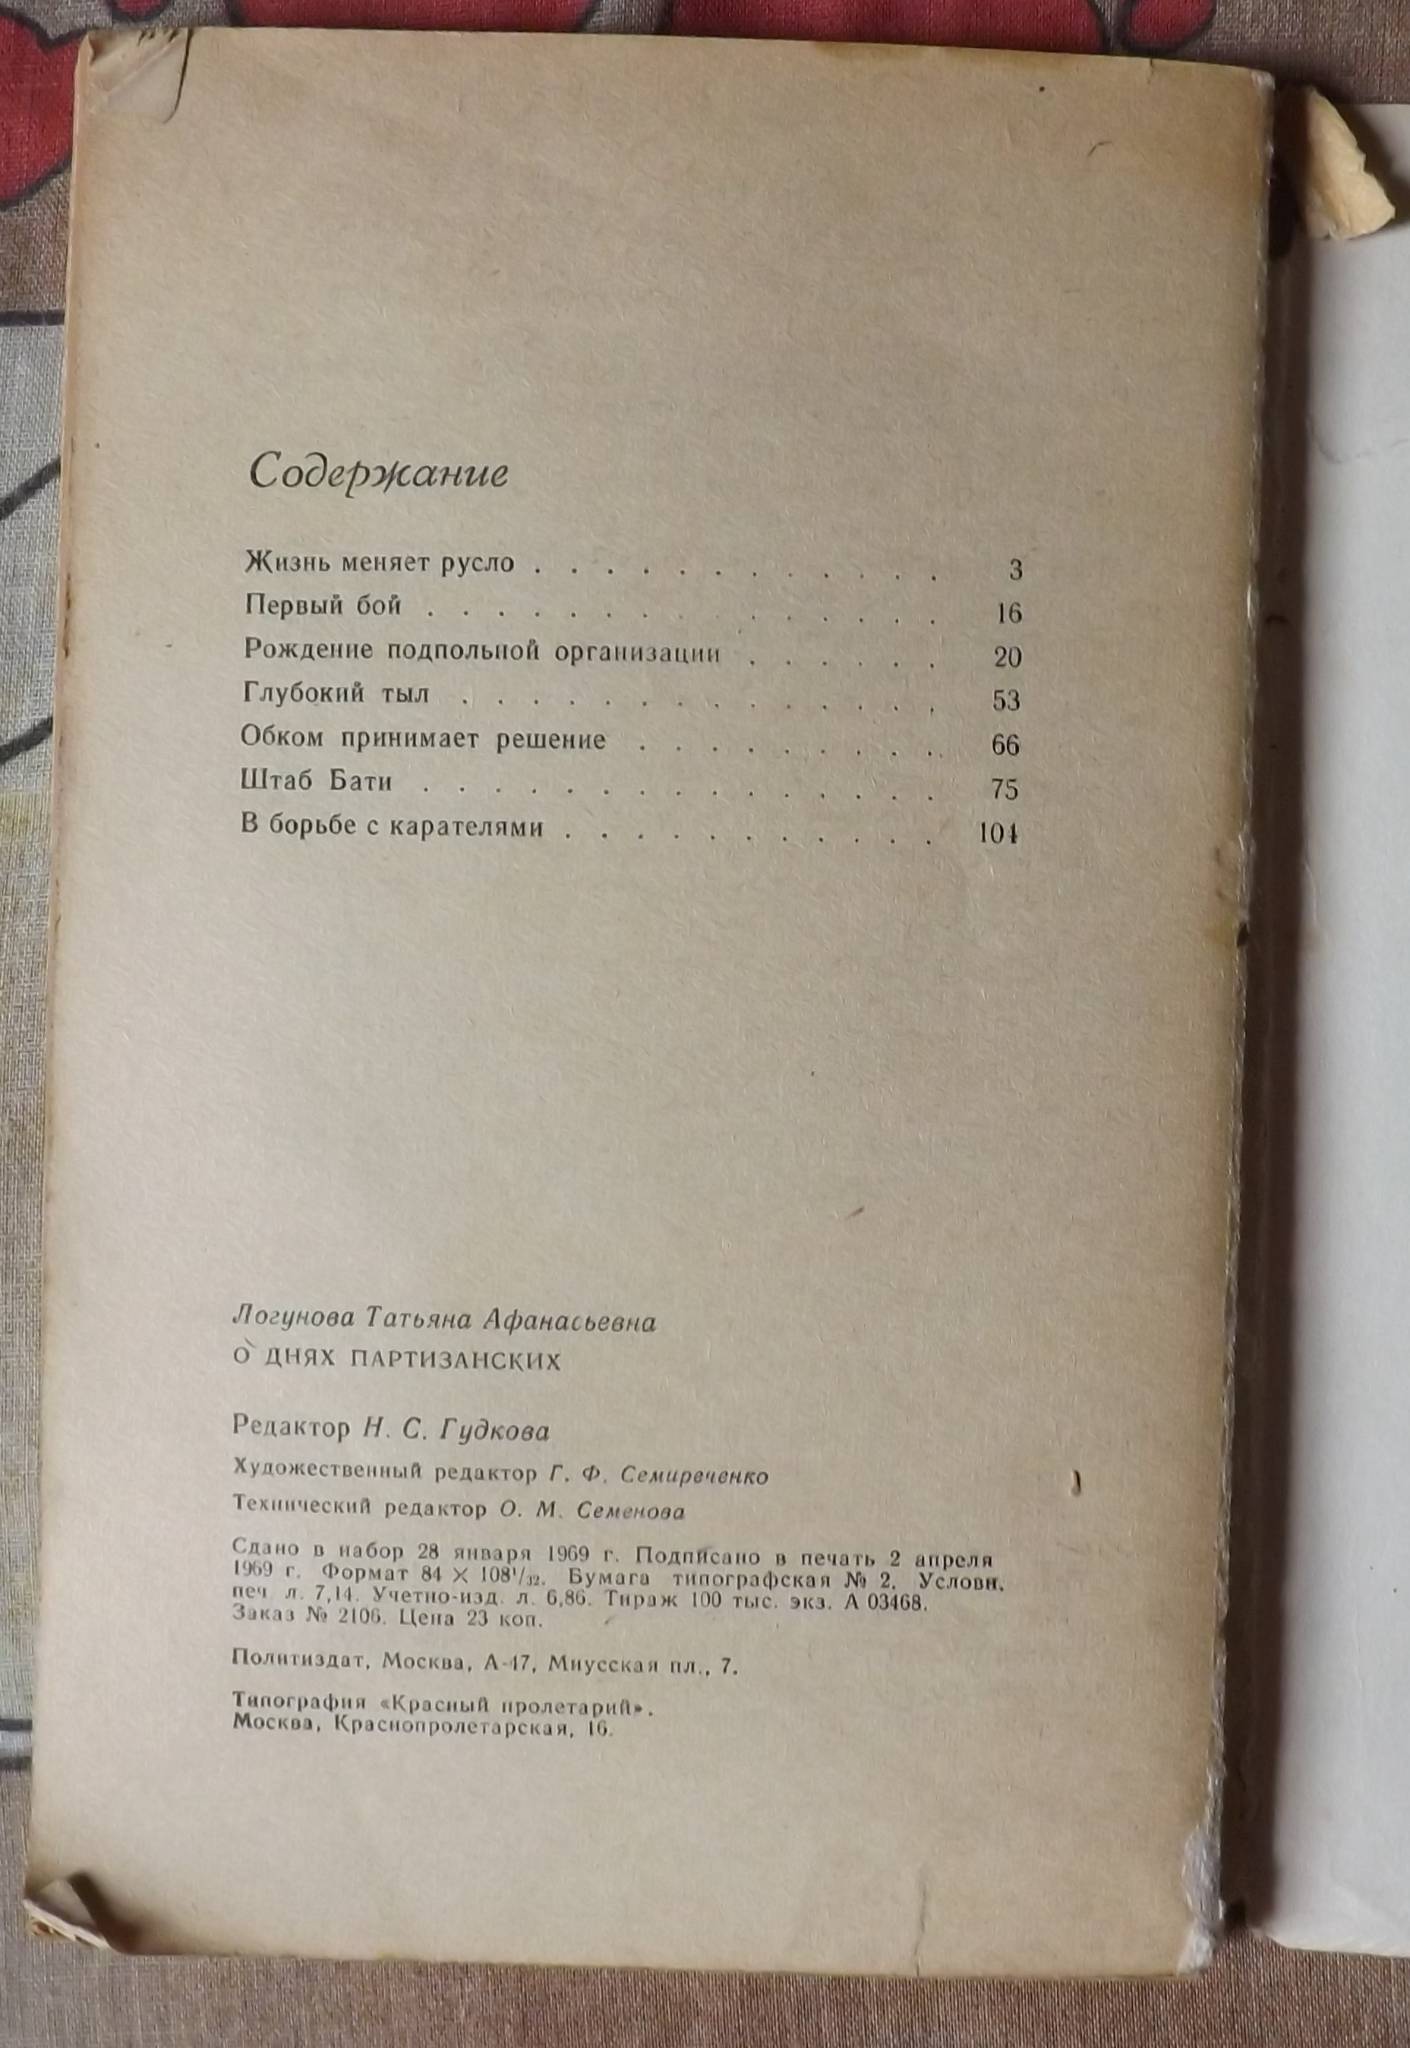 Содержание
Жизнь меняет русло . . . . . . . . . . . . 3
Первый бой . . . . . . . . . . . . . . . 16
Рождение подпольной организации . . . . . . 20
Глубокий тыл . . . . . . . . . . . . . . 53
Обком принимает решение . . . . . . . . . 66
Штаб Бати . . . . . . . . . . . . . . . 75
В борьбе с карателями . . . . . . . . . . . 104
Логунова Татьяна Афанасьевна
О ДНЯХ ПАРТИЗАНСКИХ
Редактор Н. С. Гудкова
Художественный редактор Г. Ф. Семиреченко
Технический редактор О. М. Семенова
Сдано в набор 28 января 1969 г. Подписано в печать 2 апреля
1969 г. Формат 84 × 108¹/₃₂. Бумага типографская № 2. Условн.
печ л. 7,14. Учетно-изд. л. 6,86. Тираж 100 тыс. экз. А 03468.
Заказ № 2106. Цена 23 коп.
Политиздат, Москва, А-47, Миусская пл., 7.
Типография «Красный пролетарий».
Москва, Краснопролетарская, 16.